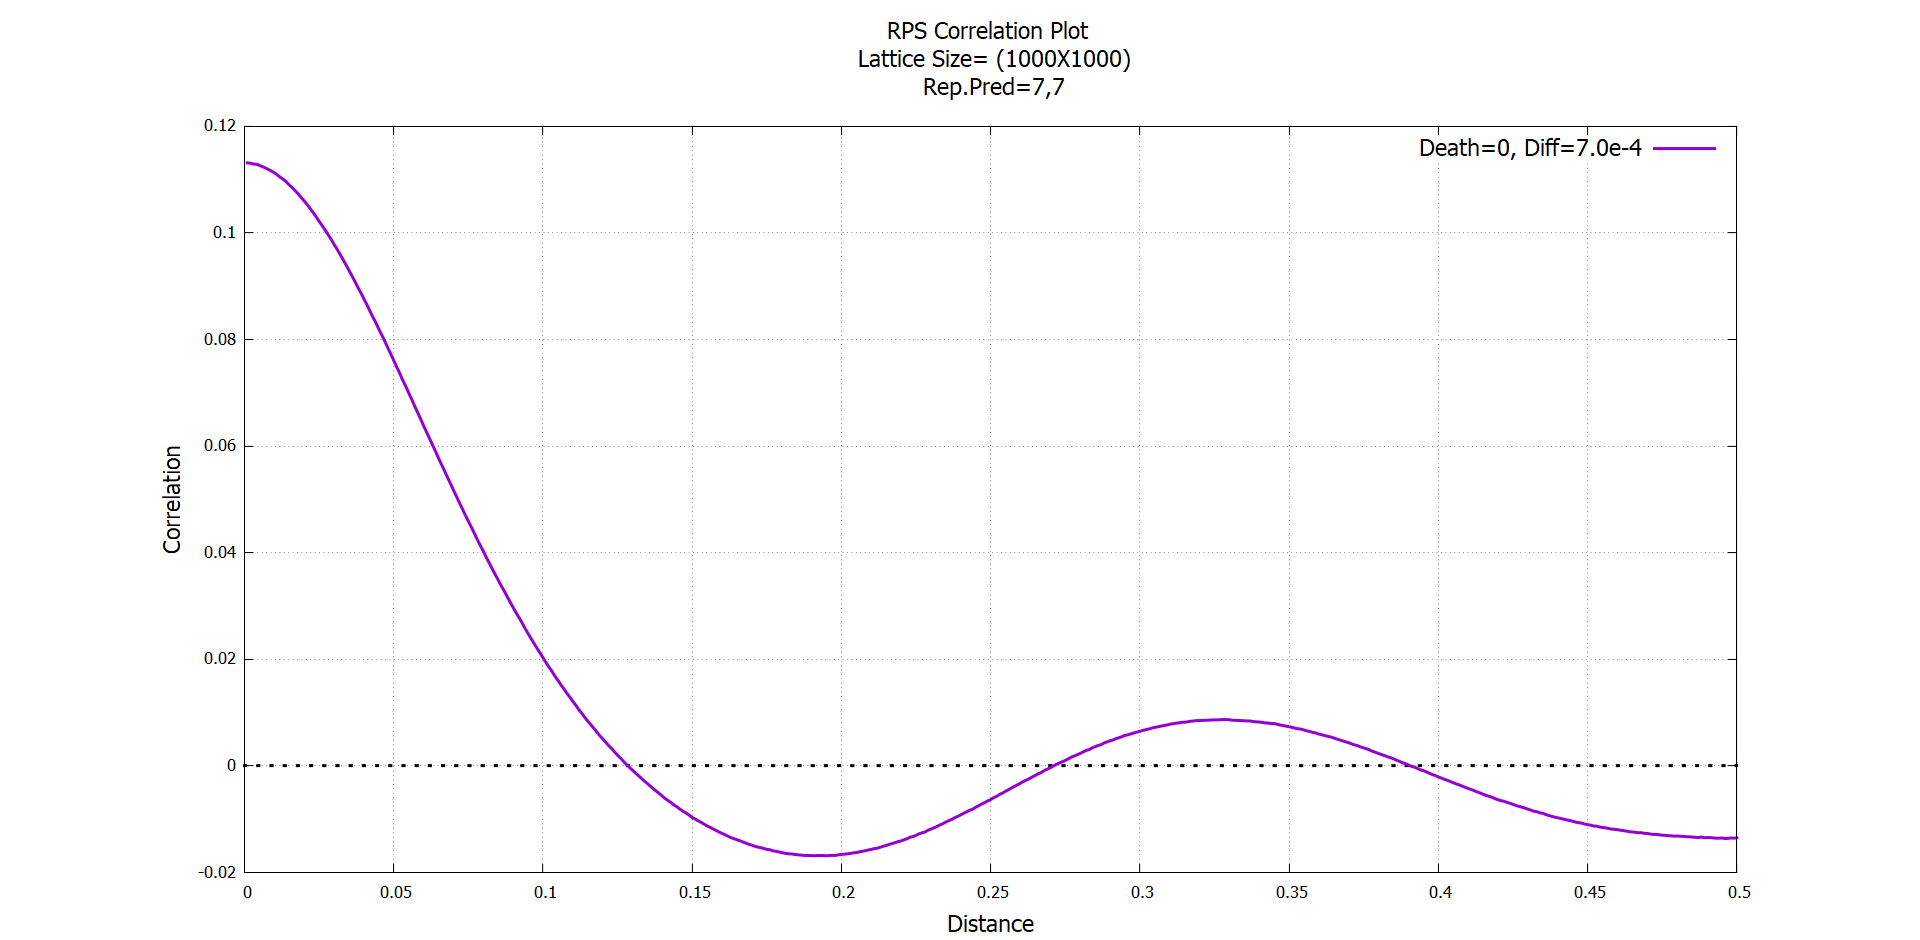 RPS Correlation Plot
Lattice Size= (1000X1000)
Rep.Pred=7,7
Death=0, Diff=7.0e-4
0.12
0.1
0.08
0.06
0.04
0.02
0
-0.02
Correlation
0 0.05 0.1 0.15 0.2 0.25 0.3 0.35 0.4 0.45 0.5
Distance